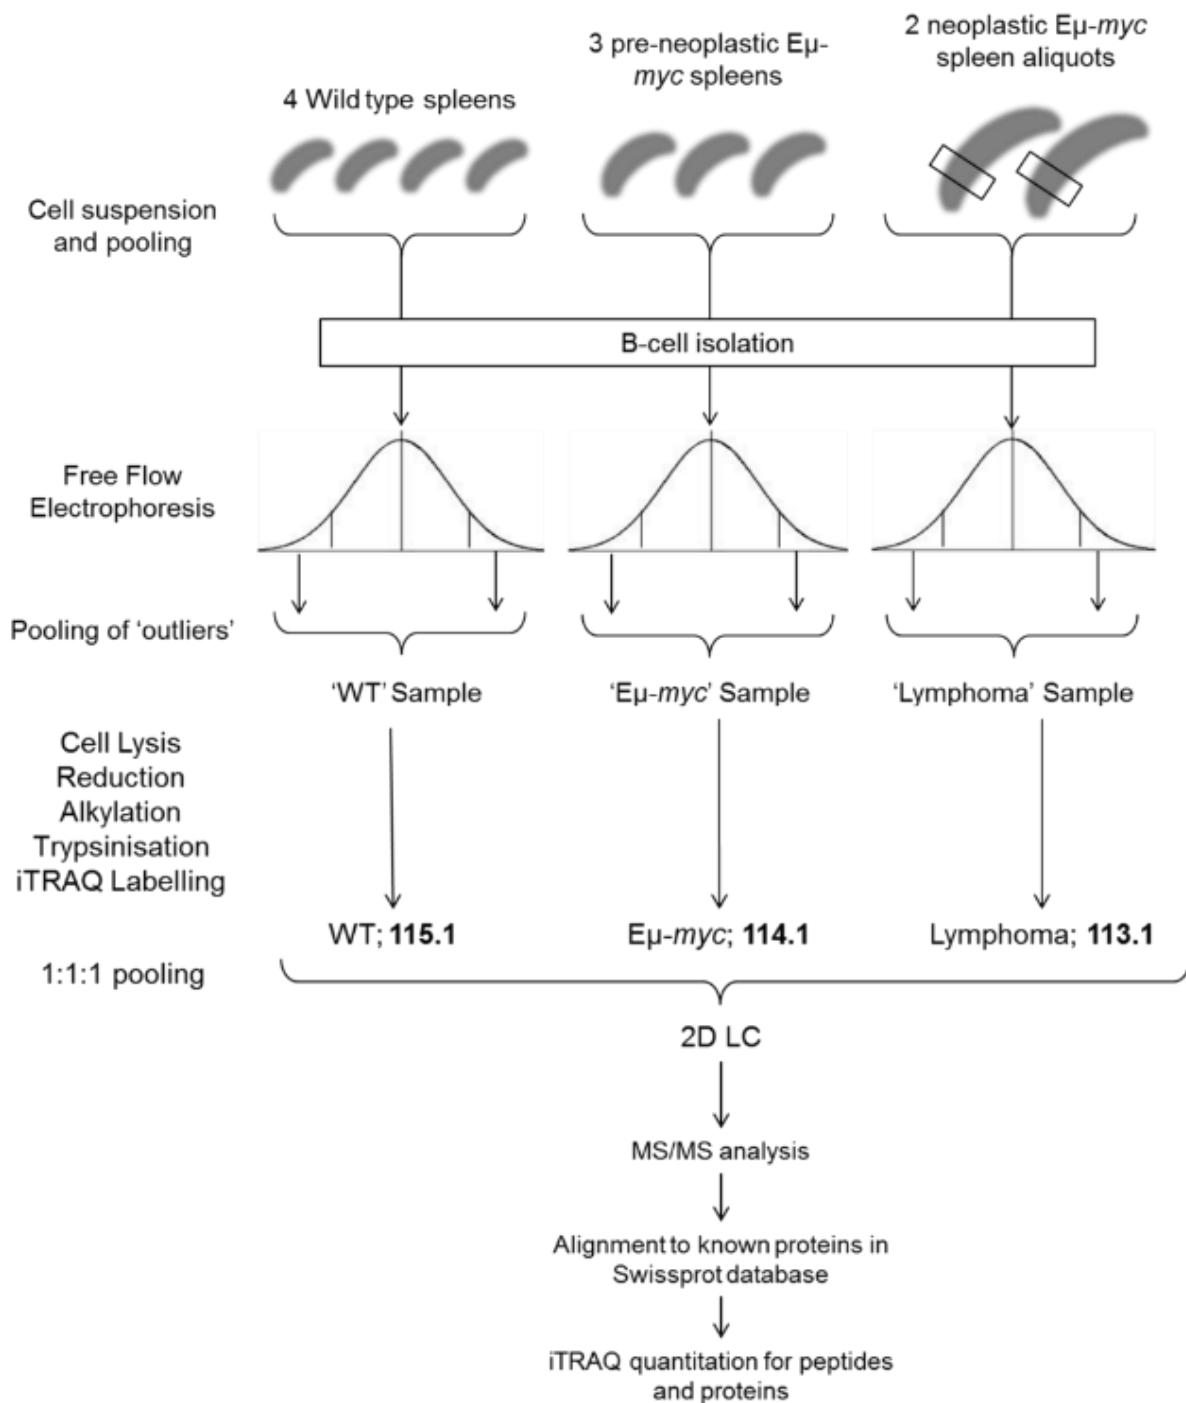 4 Wild type spleens
3 pre-neoplastic Eµ-
myc spleens
2 neoplastic Eµ-myc
spleen aliquots
Cell suspension
and pooling
B-cell isolation
Free Flow
Electrophoresis
Pooling of ‘outliers’
‘WT’ Sample
‘Eµ-myc’ Sample
‘Lymphoma’ Sample
Cell Lysis
Reduction
Alkylation
Trypsinisation
iTRAQ Labelling
WT; 115.1
Eµ-myc; 114.1
Lymphoma; 113.1
1:1:1 pooling
2D LC
MS/MS analysis
Alignment to known proteins in
Swissprot database
iTRAQ quantitation for peptides
and proteins